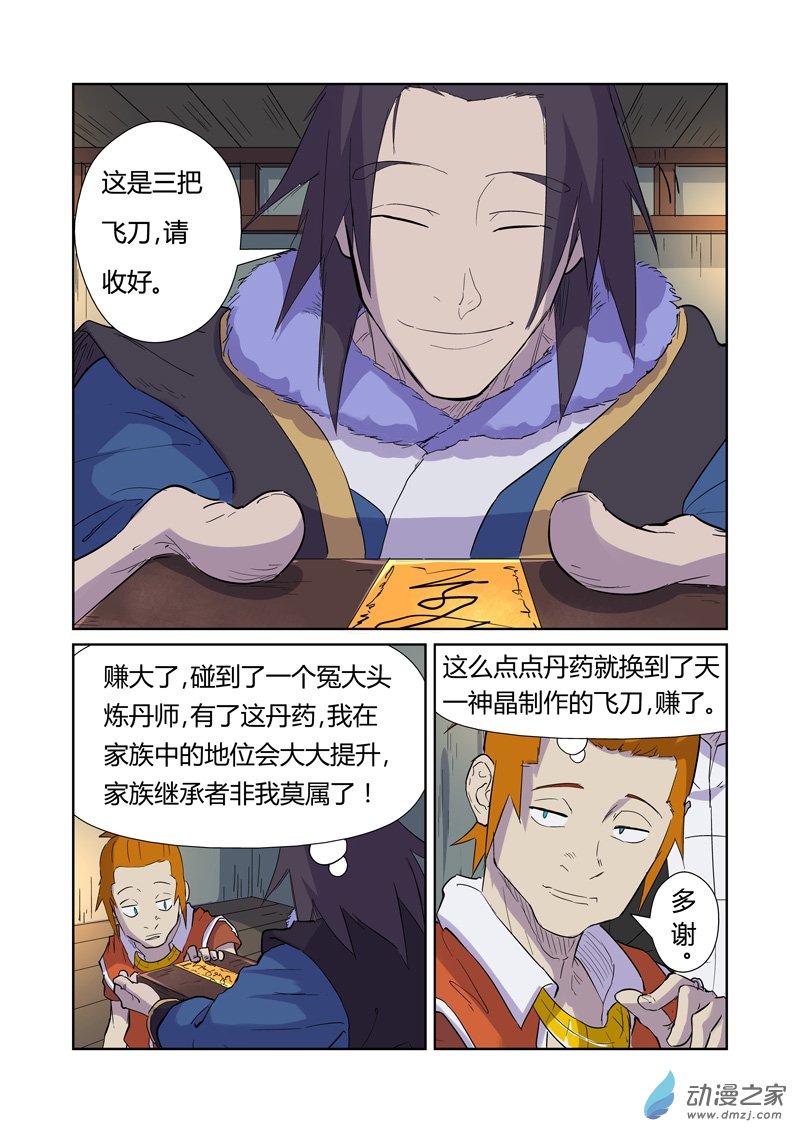 这是三把
飞刀，请
收好。
赚大了，碰到了一个冤大头
炼丹师，有了这丹药，我在
家族中的地位会大大提升，
家族继承者非我莫属了！
这么点点丹药就换到了天
一神晶制作的飞刀，赚了。
多谢。
动漫之家
www.dmzj.com